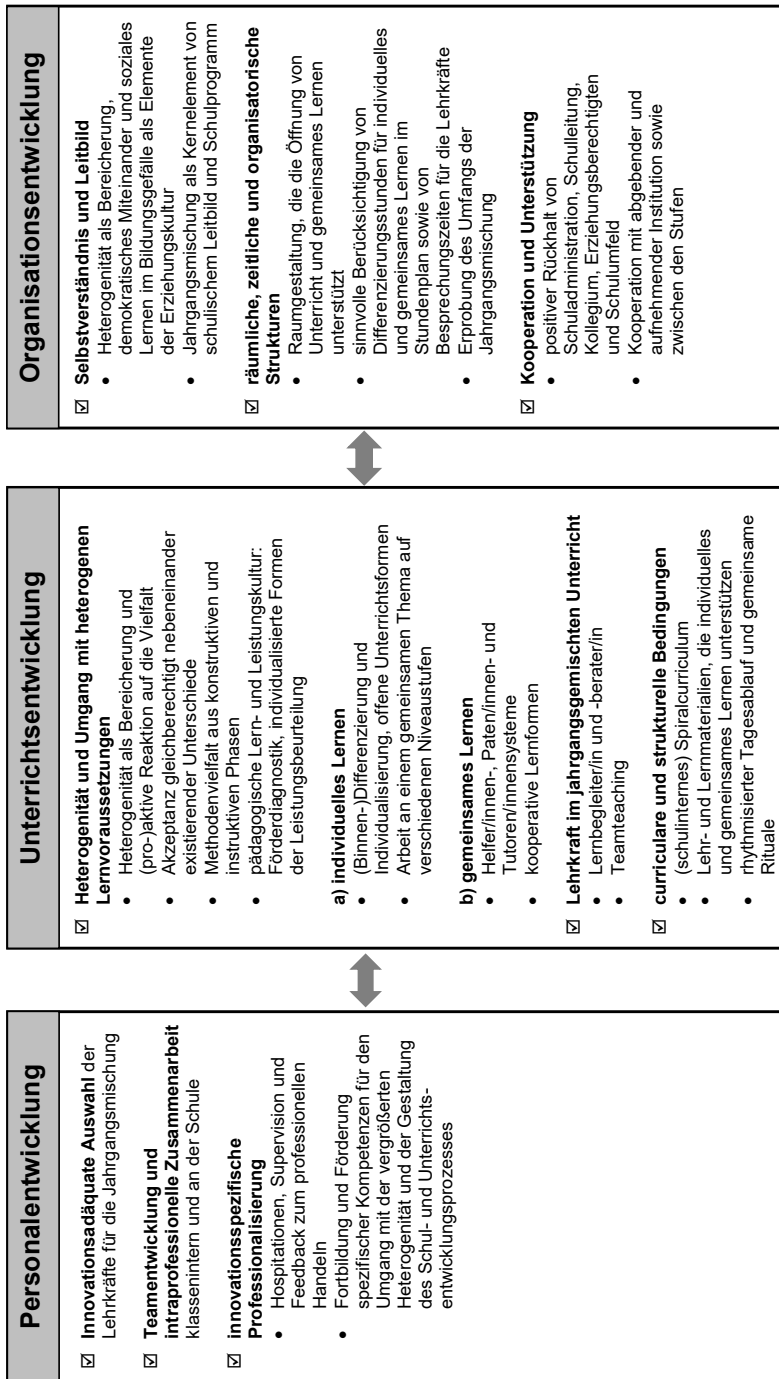 Personalentwicklung
☑ Innovationsadäquate Auswahl der
Lehrkräfte für die Jahrgangsmischung
☑ Teamentwicklung und
intraprofessionelle Zusammenarbeit
klassenintern und an der Schule
☑ innovationsspezifische
Professionalisierung
• Hospitationen, Supervision und
Feedback zum professionellen
Handeln
• Fortbildung und Förderung
spezifischer Kompetenzen für den
Umgang mit der vergrößerten
Heterogenität und der Gestaltung
des Schul- und Unterrichts-
entwicklungsprozesses
Unterrichtsentwicklung
☑ Heterogenität und Umgang mit heterogenen
Lernvoraussetzungen
• Heterogenität als Bereicherung und
(pro-)aktive Reaktion auf die Vielfalt
• Akzeptanz gleichberechtigt nebeneinander
existierender Unterschiede
• Methodenvielfalt aus konstruktiven und
instruktiven Phasen
• pädagogische Lern- und Leistungskultur:
Förderdiagnostik, individualisierte Formen
der Leistungsbeurteilung
a) individuelles Lernen
• (Binnen-)Differenzierung und
Individualisierung, offene Unterrichtsformen
• Arbeit an einem gemeinsamen Thema auf
verschiedenen Niveaustufen
b) gemeinsames Lernen
• Helfer/innen-, Paten/innen- und
Tutoren/innensysteme
• kooperative Lernformen
☑ Lehrkraft im jahrgangsgemischten Unterricht
• Lernbegleiter/in und -berater/in
• Teamteaching
☑ curriculare und strukturelle Bedingungen
• (schulinternes) Spiralcurriculum
• Lehr- und Lernmaterialien, die individuelles
und gemeinsames Lernen unterstützen
• rhythmisierter Tagesablauf und gemeinsame
Rituale
Organisationsentwicklung
☑ Selbstverständnis und Leitbild
• Heterogenität als Bereicherung,
demokratisches Miteinander und soziales
Lernen im Bildungsgefälle als Elemente
der Erziehungskultur
• Jahrgangsmischung als Kernelement von
schulischem Leitbild und Schulprogramm
☑ räumliche, zeitliche und organisatorische
Strukturen
• Raumgestaltung, die die Öffnung von
Unterricht und gemeinsames Lernen
unterstützt
• sinnvolle Berücksichtigung von
Differenzierungsstunden für individuelles
und gemeinsames Lernen im
Stundenplan sowie von
Besprechungszeiten für die Lehrkräfte
• Erprobung des Umfangs der
Jahrgangsmischung
☑ Kooperation und Unterstützung
• positiver Rückhalt von
Schuladministration, Schulleitung,
Kollegium, Erziehungsberechtigten
und Schulumfeld
• Kooperation mit abgebender und
aufnehmender Institution sowie
zwischen den Stufen